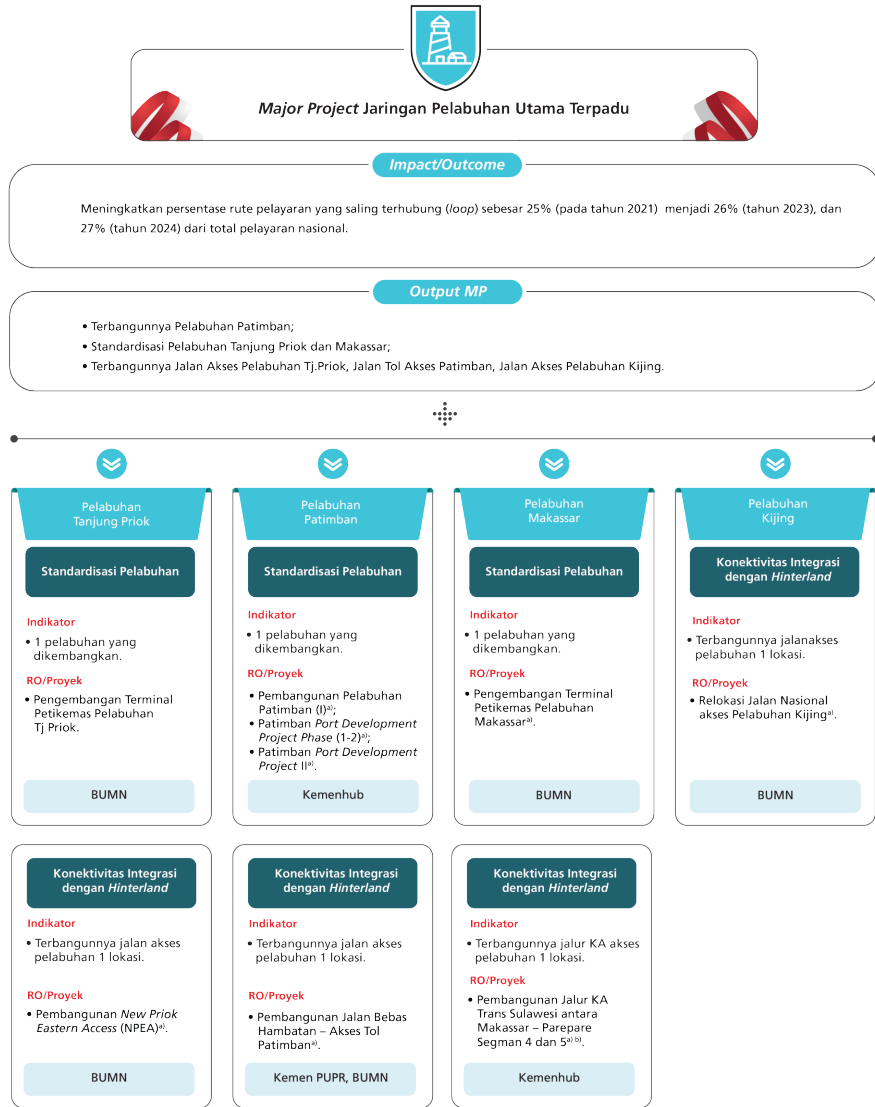 Major Project Jaringan Pelabuhan Utama Terpadu
Impact/Outcome
Meningkatkan persentase rute pelayaran yang saling terhubung (loop) sebesar 25% (pada tahun 2021) menjadi 26% (tahun 2023), dan
27% (tahun 2024) dari total pelayaran nasional.
Output MP
• Terbangunnya Pelabuhan Patimban;
• Standardisasi Pelabuhan Tanjung Priok dan Makassar;
• Terbangunnya Jalan Akses Pelabuhan Tj.Priok, Jalan Tol Akses Patimban, Jalan Akses Pelabuhan Kijing.
Pelabuhan
Tanjung Priok
Standardisasi Pelabuhan
Indikator
• 1 pelabuhan yang
dikembangkan.
RO/Proyek
• Pengembangan Terminal
Petikemas Pelabuhan
Tj Priok.
BUMN
Pelabuhan
Patimban
Standardisasi Pelabuhan
Indikator
• 1 pelabuhan yang
dikembangkan.
RO/Proyek
• Pembangunan Pelabuhan
Patimban (I)a);
• Patimban Port Development
Project Phase (1-2)a);
• Patimban Port Development
Project IIa).
Kemenhub
Pelabuhan
Makassar
Standardisasi Pelabuhan
Indikator
• 1 pelabuhan yang
dikembangkan.
RO/Proyek
• Pengembangan Terminal
Petikemas Pelabuhan
Makassara).
BUMN
Pelabuhan
Kijing
Konektivitas Integrasi
dengan Hinterland
Indikator
• Terbangunnya jalanakses
pelabuhan 1 lokasi.
RO/Proyek
• Relokasi Jalan Nasional
akses Pelabuhan Kijinga).
BUMN
Konektivitas Integrasi
dengan Hinterland
Indikator
• Terbangunnya jalan akses
pelabuhan 1 lokasi.
RO/Proyek
• Pembangunan New Priok
Eastern Access (NPEA)a).
BUMN
Konektivitas Integrasi
dengan Hinterland
Indikator
• Terbangunnya jalan akses
pelabuhan 1 lokasi.
RO/Proyek
• Pembangunan Jalan Bebas
Hambatan – Akses Tol
Patimbana).
Kemen PUPR, BUMN
Konektivitas Integrasi
dengan Hinterland
Indikator
• Terbangunnya jalur KA akses
pelabuhan 1 lokasi.
RO/Proyek
• Pembangunan Jalur KA
Trans Sulawesi antara
Makassar – Parepare
Segman 4 dan 5a) b).
Kemenhub